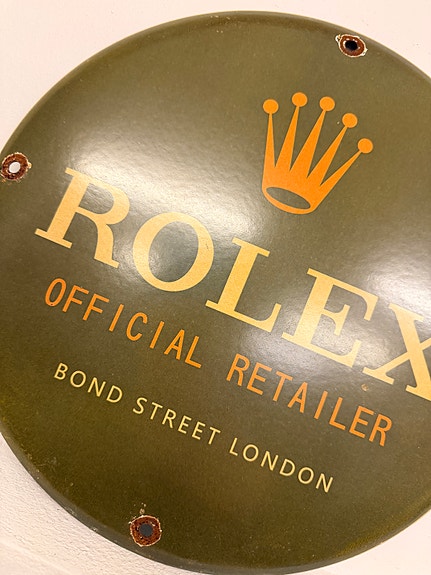 ROLEX
OFFICIAL RETAILER
BOND STREET LONDON